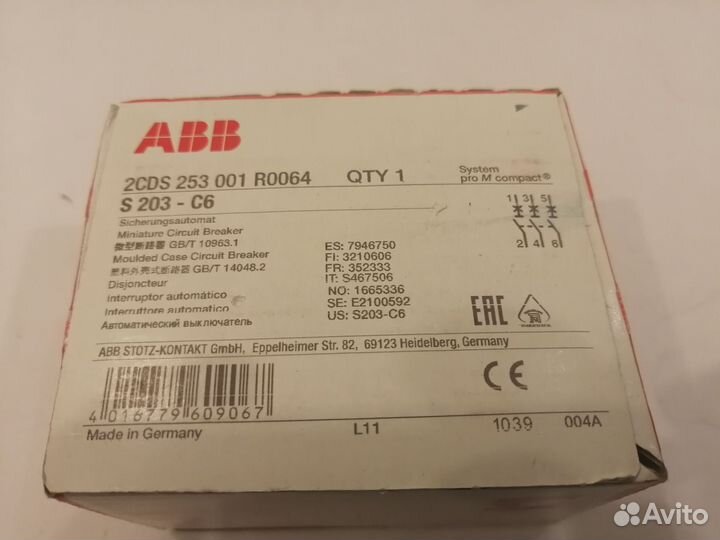 ABB
2CDS 253 001 R0064 QTY 1 System pro M compact®
S 203 - C6
Sicherungsautomat
Miniature Circuit Breaker
微型断路器 GB/T 10963.1
Moulded Case Circuit Breaker
塑料外壳式断路器 GB/T 14048.2
Disjoncteur
Interruptor automático
Interruttore automatico
Автоматический выключатель
ES: 7946750
FI: 3210606
FR: 352333
IT: S467506
NO: 1665336
SE: E2100592
US: S203-C6
1 3 5
2 4 6
EAC
ABB STOTZ-KONTAKT GmbH, Eppelheimer Str. 82, 69123 Heidelberg, Germany
4 016779 609067
CE
Made in Germany L11 1039 004A
Avito